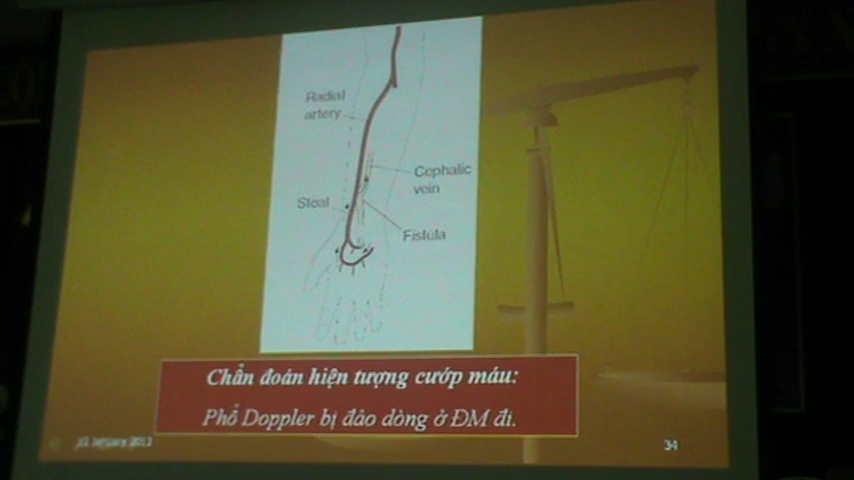 Radial
artery
Cephalic
vein
Steal
Fistula
Chẩn đoán hiện tượng cướp máu:
Phổ Doppler bị đảo dòng ở ĐM đi.
January
34